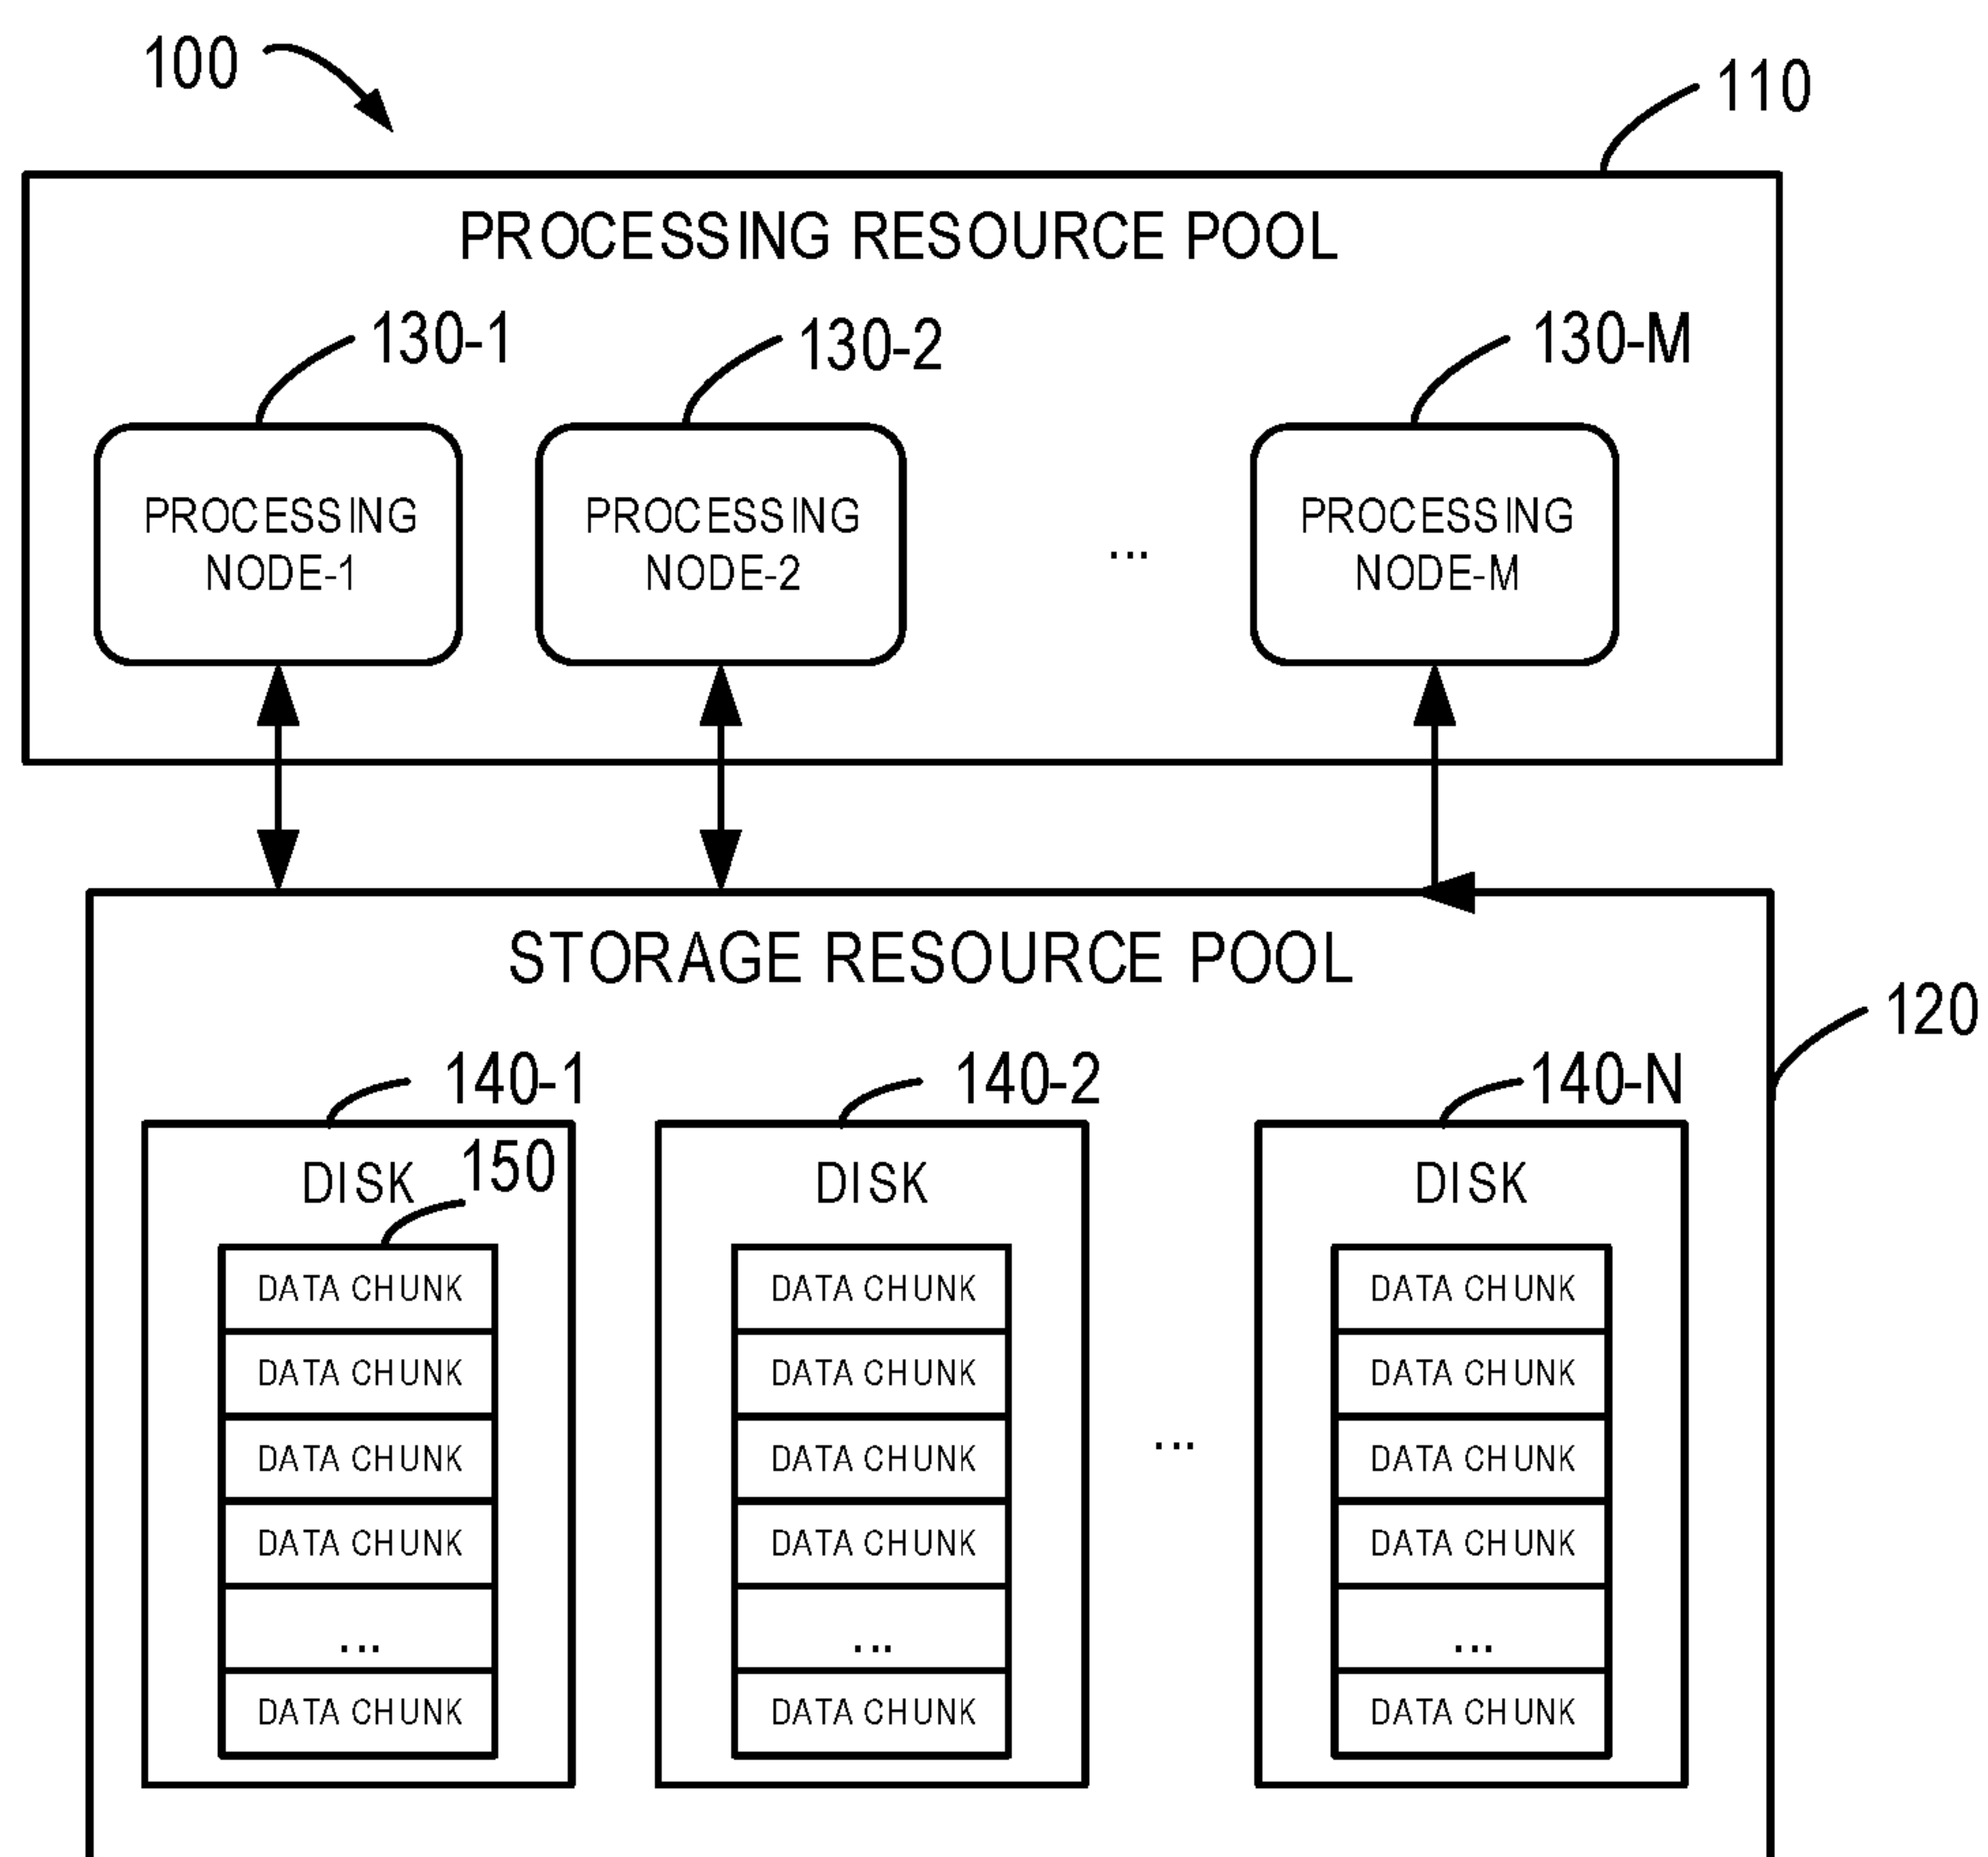 100
110
PROCESSING RESOURCE POOL
130-1
130-2
130-M
PROCESSING
NODE-1
PROCESSING
NODE-2
...
PROCESSING
NODE-M
STORAGE RESOURCE POOL
120
140-1
140-2
140-N
DISK
150
DISK
DISK
DATA CHUNK
DATA CHUNK
DATA CHUNK
DATA CHUNK
...
DATA CHUNK
DATA CHUNK
DATA CHUNK
DATA CHUNK
DATA CHUNK
...
DATA CHUNK
...
DATA CHUNK
DATA CHUNK
DATA CHUNK
DATA CHUNK
...
DATA CHUNK